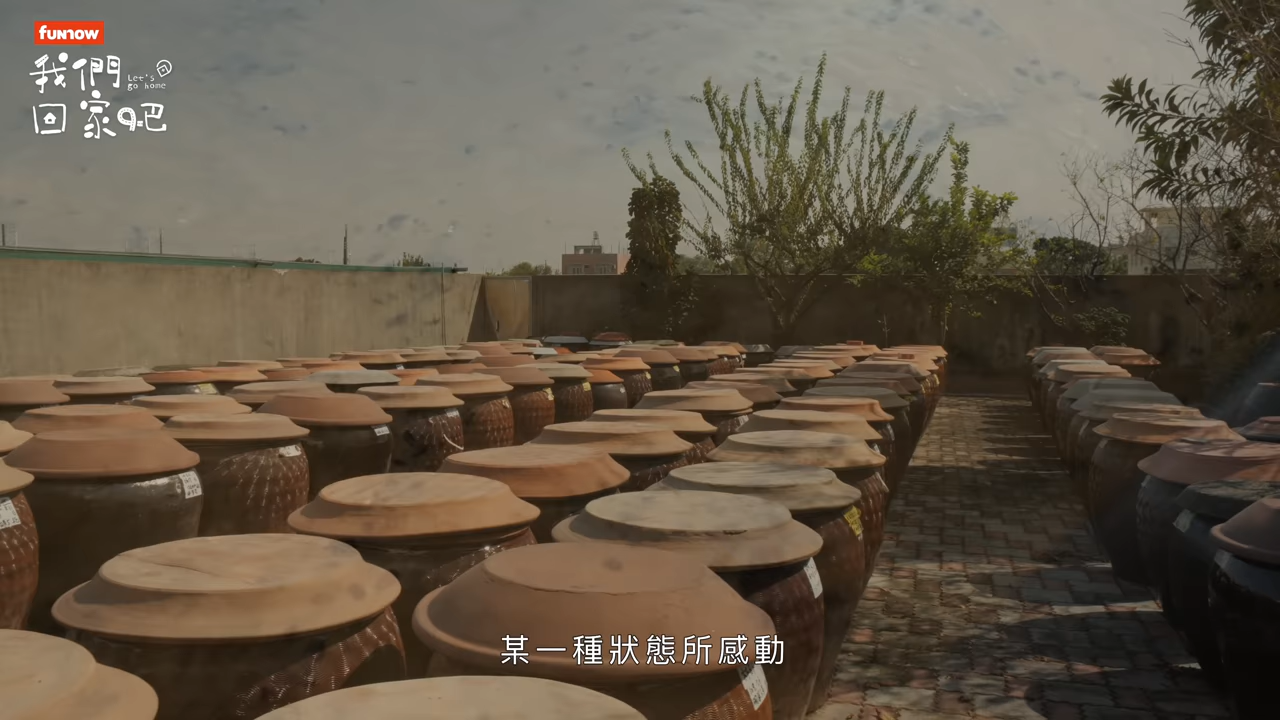 funnow
我們
Let's
go home
回家吧
某一種狀態所感動